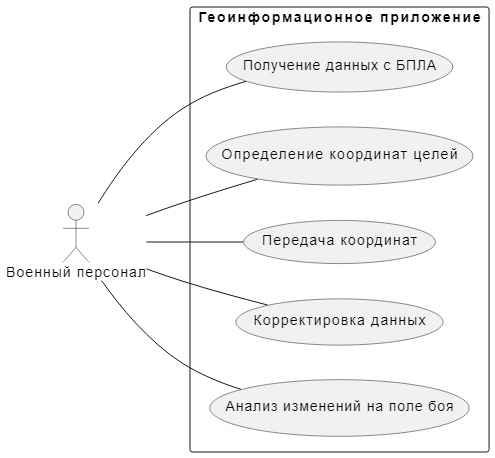 Геоинформационное приложение
Получение данных с БПЛА
Определение координат целей
Передача координат
Военный персонал
Корректировка данных
Анализ изменений на поле боя